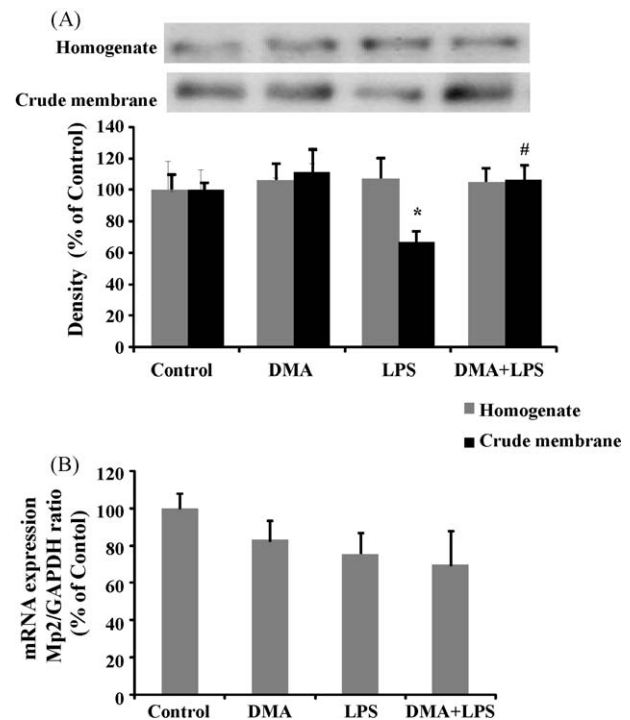 (A)
Homogenate
Crude membrane
Density (% of Control)
140
120
100
80
60
40
20
0
*
#
Control DMA LPS DMA+LPS
Homogenate
Crude membrane
(B)
mRNA expression
Mp2/GAPDH ratio
(% of Contol)
120
100
80
60
40
20
0
Control DMA LPS DMA+LPS